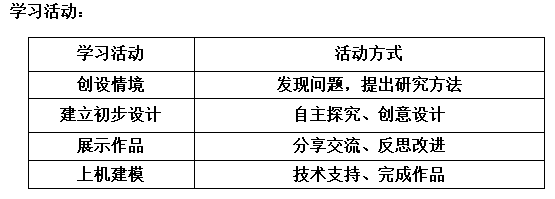 学习活动：
学习活动 活动方式
创设情境 发现问题，提出研究方法
建立初步设计 自主探究、创意设计
展示作品 分享交流、反思改进
上机建模 技术支持、完成作品